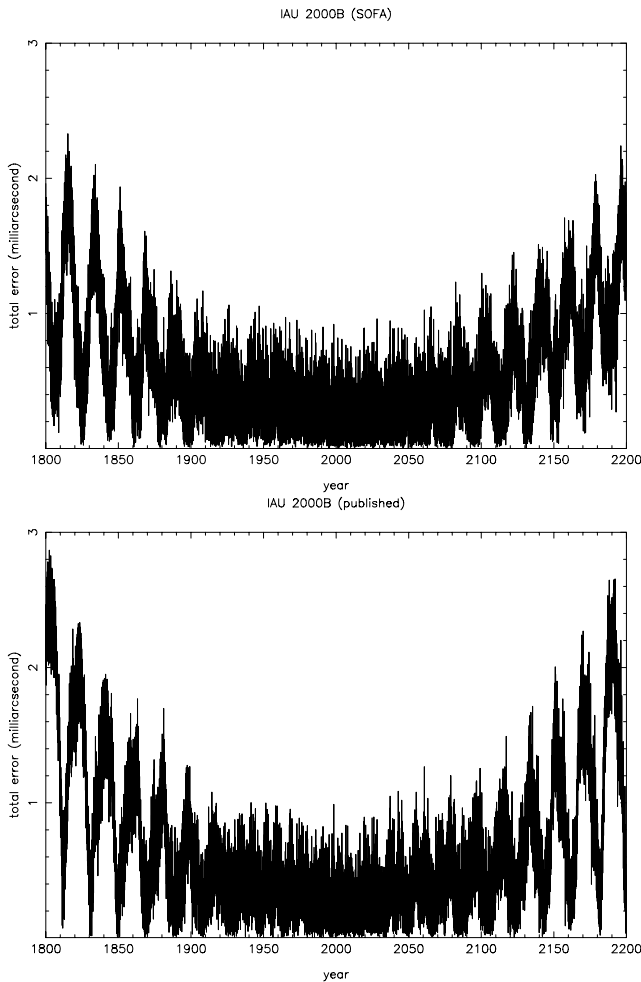 IAU 2000B (SOFA)
3
2
1
total error (milliarcsecond)
1800 1850 1900 1950 2000 2050 2100 2150 2200
year
IAU 2000B (published)
3
2
1
total error (milliarcsecond)
1800 1850 1900 1950 2000 2050 2100 2150 2200
year